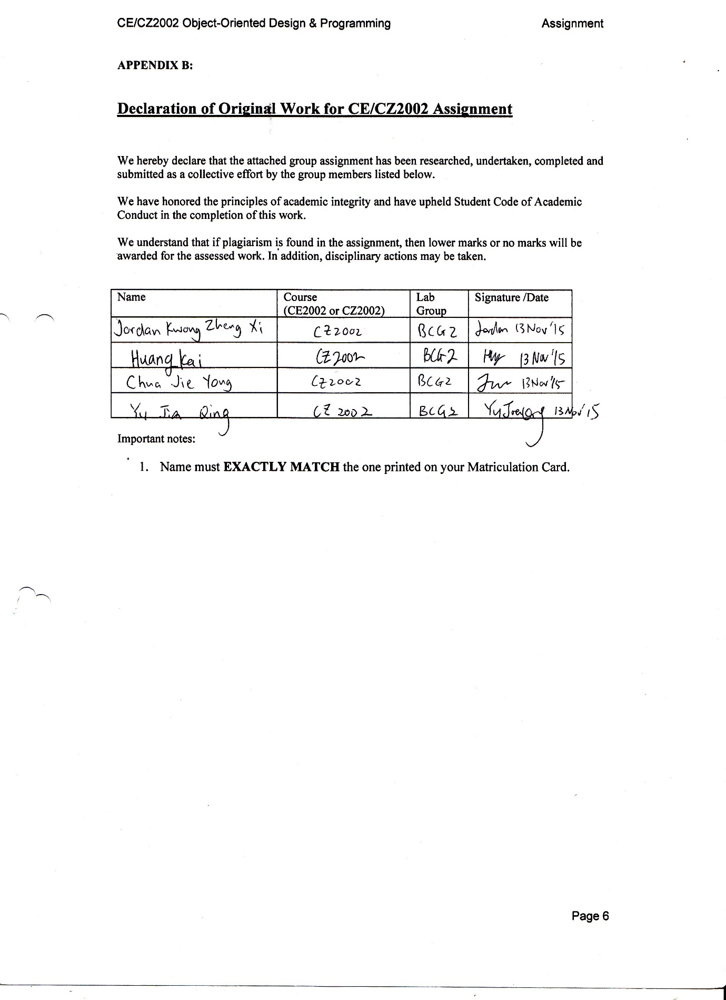 CE/CZ2002 Object-Oriented Design & Programming Assignment
APPENDIX B:
Declaration of Original Work for CE/CZ2002 Assignment
We hereby declare that the attached group assignment has been researched, undertaken, completed and
submitted as a collective effort by the group members listed below.
We have honored the principles of academic integrity and have upheld Student Code of Academic
Conduct in the completion of this work.
We understand that if plagiarism is found in the assignment, then lower marks or no marks will be
awarded for the assessed work. In addition, disciplinary actions may be taken.
Name Course Lab Signature /Date
(CE2002 or CZ2002) Group
Jordan Kwong Zheng Xi CZ2002 BCG2 Jordan 13 Nov '15
Huang Kai CZ2002 BCG2 13 Nov '15
Chua Jie Yong CZ2002 BCG2 13 Nov '15
Yu Jia Qing CZ 2002 BCG2 13 Nov '15
Important notes:
1. Name must EXACTLY MATCH the one printed on your Matriculation Card.
Page 6